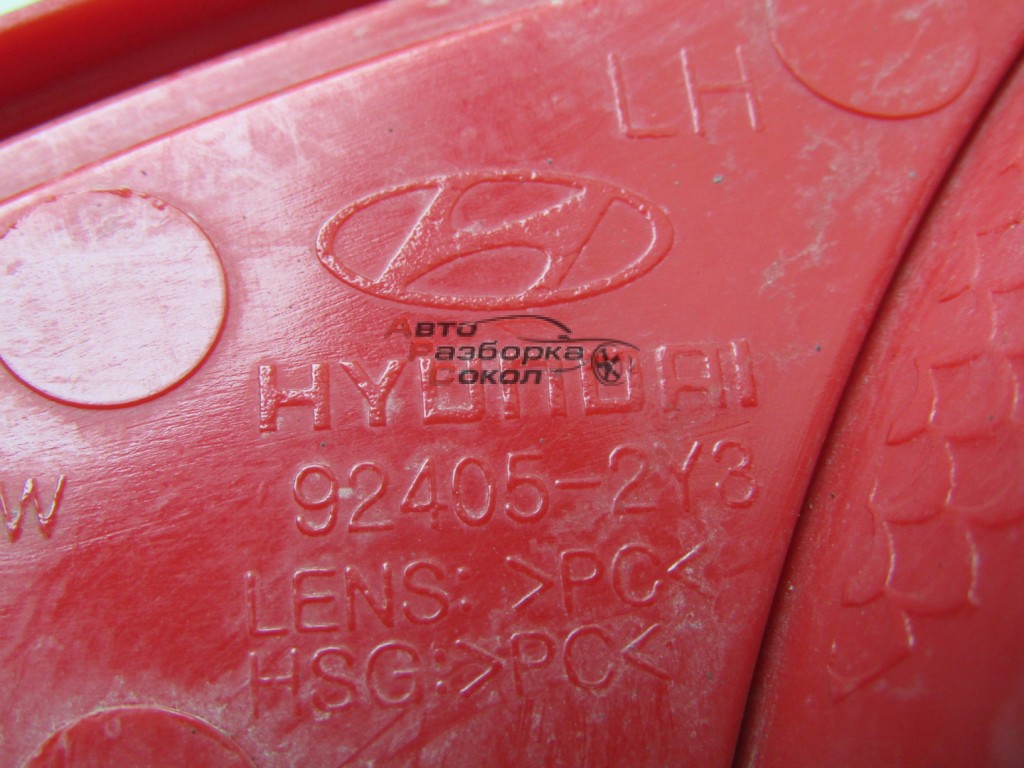 LH
Авто
Разборка
Сокол
HYUNDAI
92405-2Y3
W
LENS: >PC<
HSG: >PC<